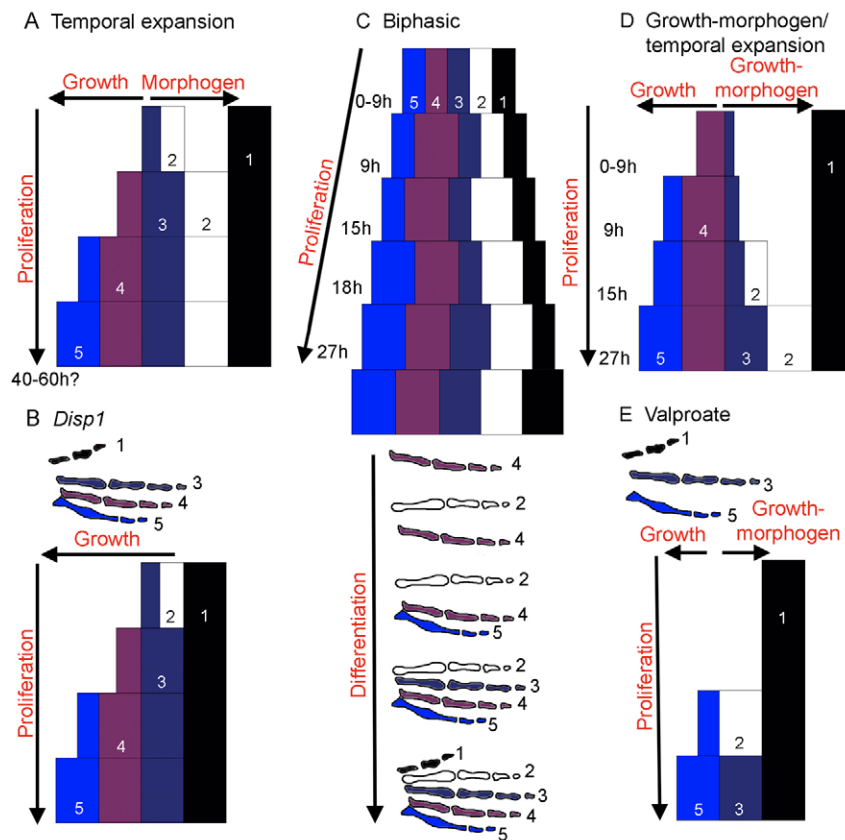 A Temporal expansion
Growth Morphogen
Proliferation
2
1
3 2
4
5
40-60h?
B Disp1
1
3
4
5
Growth
Proliferation
2 1
3
4
5
C Biphasic
Proliferation
0-9h
5 4 3 2 1
9h
15h
18h
27h
Differentiation
4
2
4
2
4
5
2
3
4
5
1
2
3
4
5
D Growth-morphogen/
temporal expansion
Growth
Growth-
morphogen
Proliferation
0-9h
1
9h
4
15h
2
27h
5 3 2
E Valproate
1
3
5
Growth
Growth-
morphogen
Proliferation
1
2
5 3